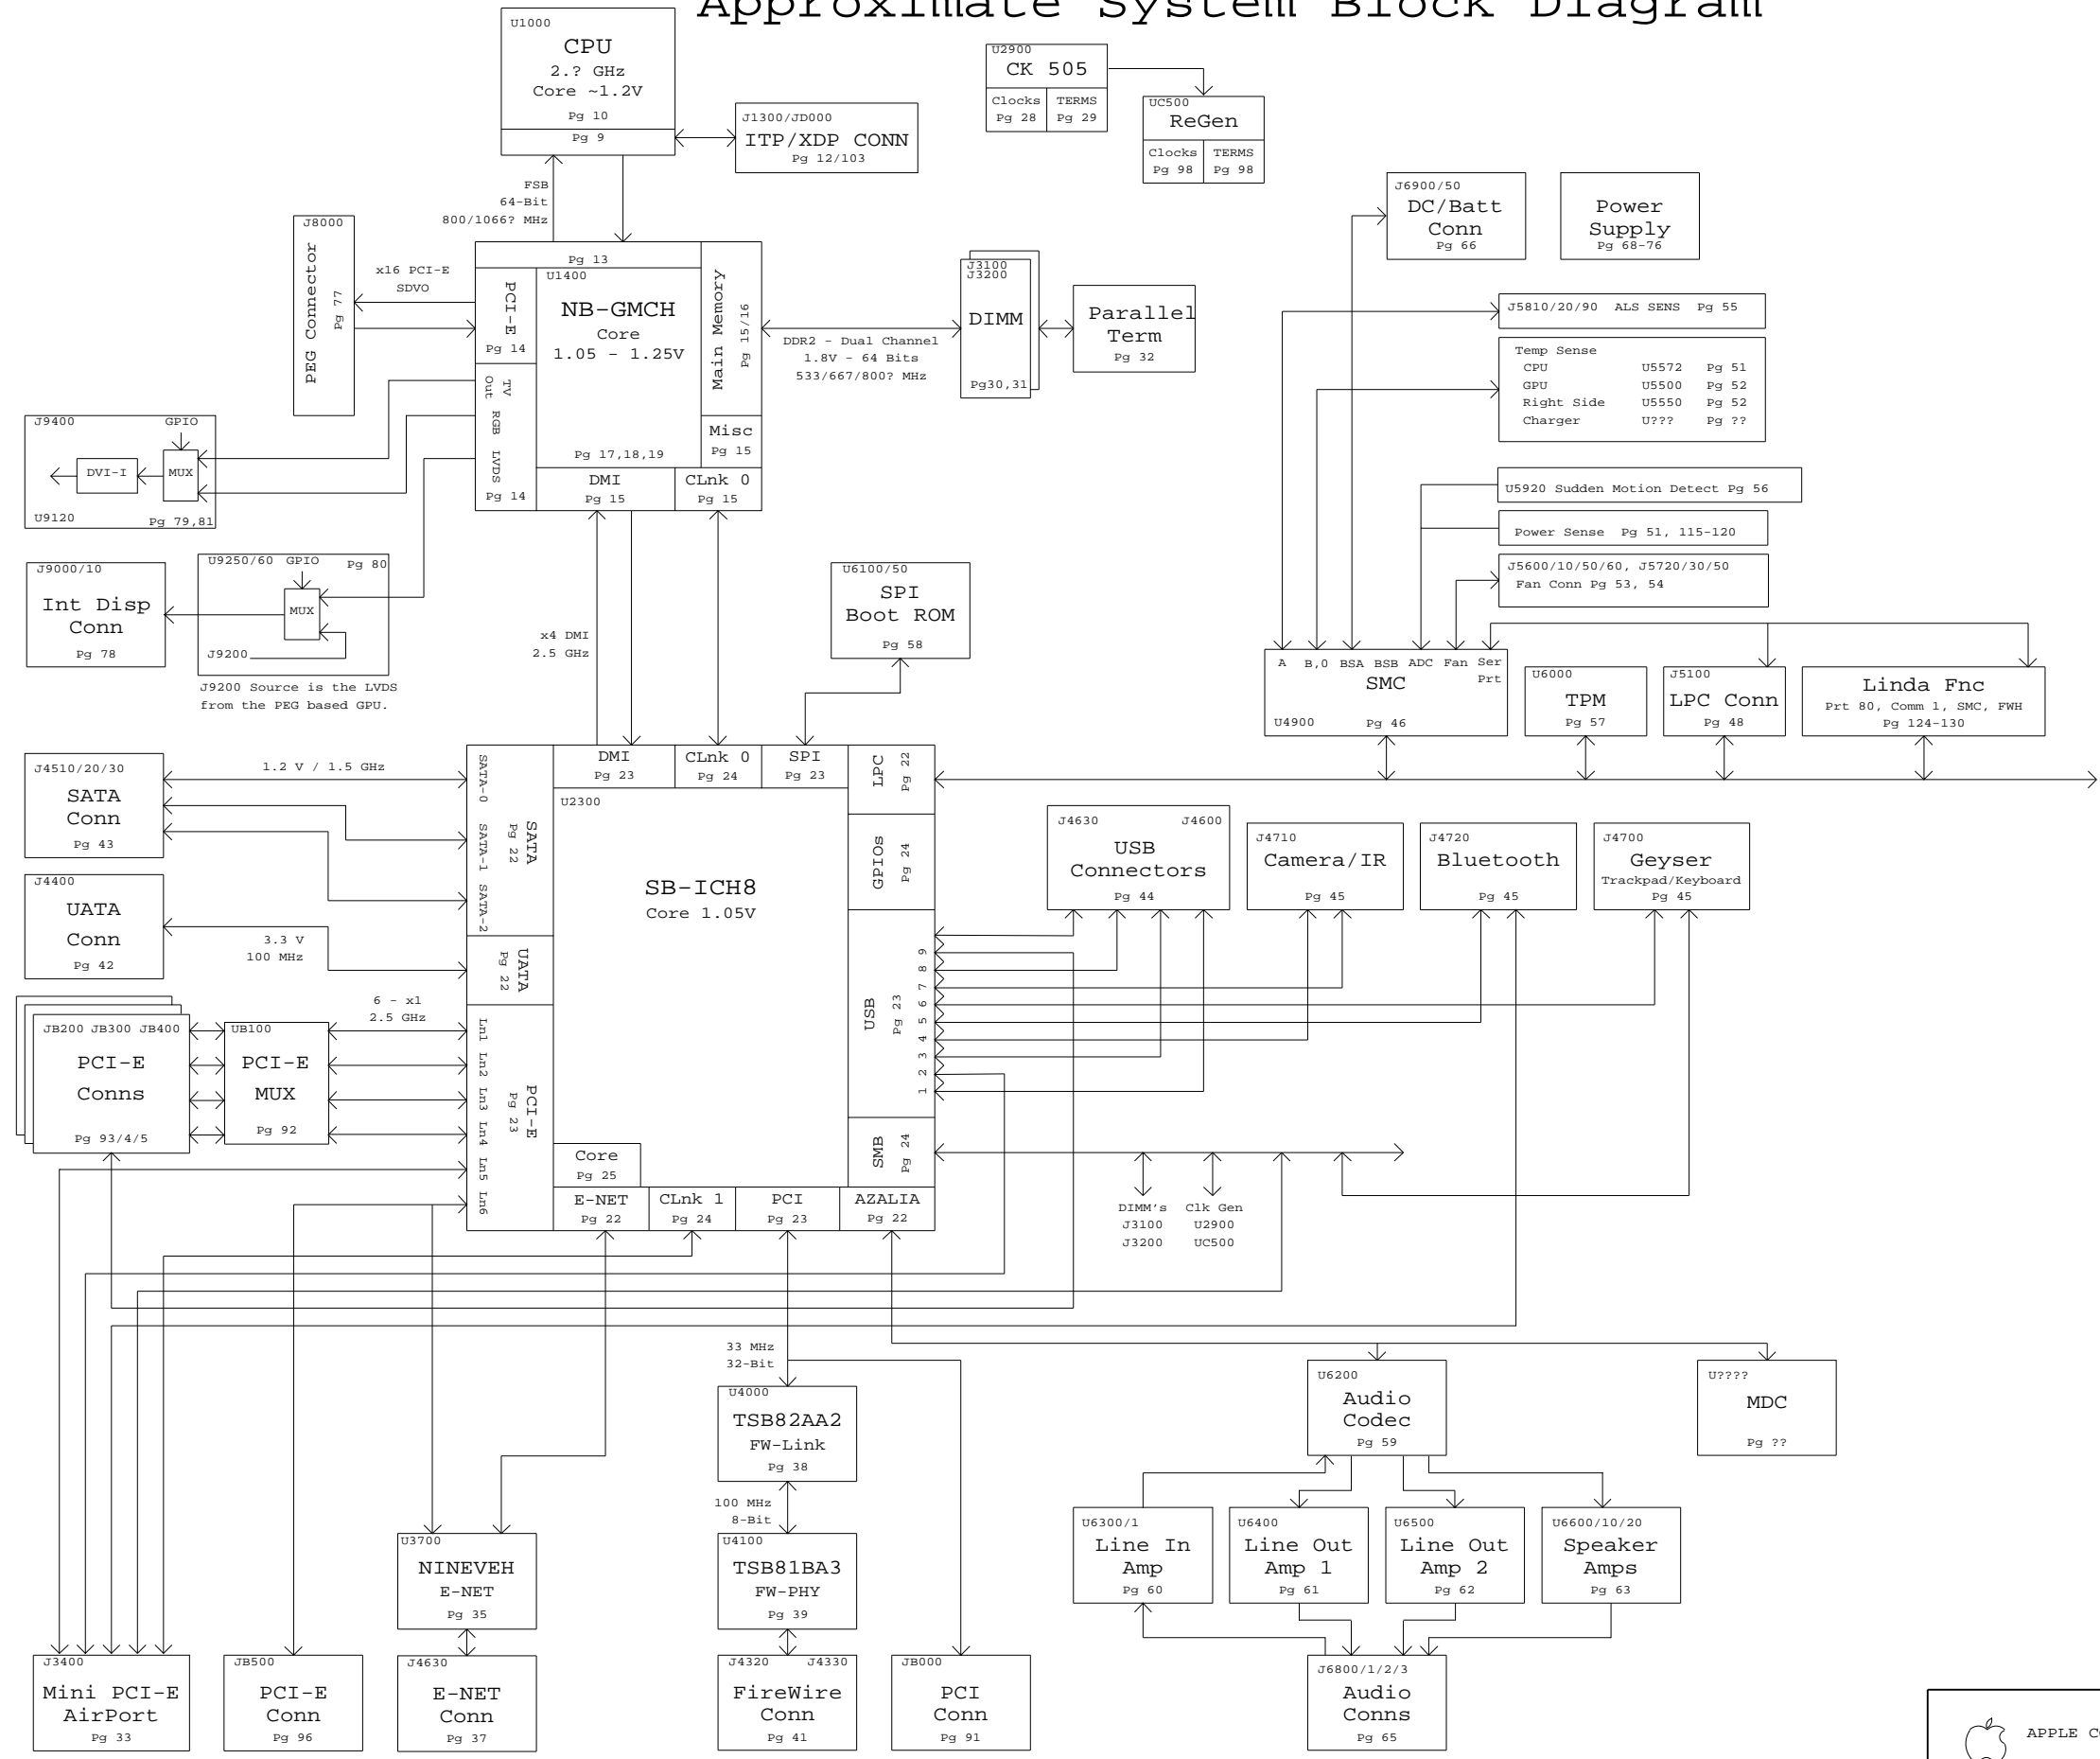 Approximate System Block Diagram
U1000
CPU
2.? GHz
Core ~1.2V
Pg 10
Pg 9
J1300/JD000
ITP/XDP CONN
Pg 12/103
U2900
CK 505
Clocks
Pg 28
TERMS
Pg 29
UC500
ReGen
Clocks
Pg 98
TERMS
Pg 98
FSB
64-Bit
800/1066? MHz
J8000
PEG Connector
Pg 77
x16 PCI-E
SDVO
Pg 13
U1400
NB-GMCH
Core
1.05 - 1.25V
Pg 17,18,19
PCI-E
Pg 14
TV
Out
RGB
LVDS
Pg 14
Main Memory
Pg 15/16
Misc
Pg 15
DMI
Pg 15
CLnk 0
Pg 15
DDR2 - Dual Channel
1.8V - 64 Bits
533/667/800? MHz
J3100
J3200
DIMM
Pg30,31
Parallel
Term
Pg 32
J6900/50
DC/Batt
Conn
Pg 66
Power
Supply
Pg 68-76
J5810/20/90 ALS SENS Pg 55
Temp Sense
CPU U5572 Pg 51
GPU U5500 Pg 52
Right Side U5550 Pg 52
Charger U??? Pg ??
U5920 Sudden Motion Detect Pg 56
Power Sense Pg 51, 115-120
J5600/10/50/60, J5720/30/50
Fan Conn Pg 53, 54
J9400
GPIO
DVI-I
MUX
U9120
Pg 79,81
J9000/10
Int Disp
Conn
Pg 78
U9250/60 GPIO Pg 80
MUX
J9200
J9200 Source is the LVDS
from the PEG based GPU.
x4 DMI
2.5 GHz
U6100/50
SPI
Boot ROM
Pg 58
A B,0 BSA BSB ADC Fan Ser
Prt
SMC
U4900
Pg 46
U6000
TPM
Pg 57
J5100
LPC Conn
Pg 48
Linda Fnc
Prt 80, Comm 1, SMC, FWH
Pg 124-130
J4510/20/30
SATA
Conn
Pg 43
1.2 V / 1.5 GHz
J4400
UATA
Conn
Pg 42
3.3 V
100 MHz
SATA-0
SATA-1
SATA-2
SATA
Pg 22
UATA
Pg 22
DMI
Pg 23
CLnk 0
Pg 24
SPI
Pg 23
LPC
Pg 22
U2300
SB-ICH8
Core 1.05V
GPIOs
Pg 24
USB
Pg 23
9
8
7
6
5
4
3
2
1
SMB
Pg 24
J4630
J4600
USB
Connectors
Pg 44
J4710
Camera/IR
Pg 45
J4720
Bluetooth
Pg 45
J4700
Geyser
Trackpad/Keyboard
Pg 45
JB200 JB300 JB400
PCI-E
Conns
Pg 93/4/5
UB100
PCI-E
MUX
Pg 92
6 - x1
2.5 GHz
Ln1
Ln2
Ln3
Ln4
Ln5
Ln6
PCI-E
Pg 23
Core
Pg 25
E-NET
Pg 22
CLnk 1
Pg 24
PCI
Pg 23
AZALIA
Pg 22
DIMM's
J3100
J3200
Clk Gen
U2900
UC500
33 MHz
32-Bit
U4000
TSB82AA2
FW-Link
Pg 38
100 MHz
8-Bit
U4100
TSB81BA3
FW-PHY
Pg 39
U3700
NINEVEH
E-NET
Pg 35
U6200
Audio
Codec
Pg 59
U????
MDC
Pg ??
U6300/1
Line In
Amp
Pg 60
U6400
Line Out
Amp 1
Pg 61
U6500
Line Out
Amp 2
Pg 62
U6600/10/20
Speaker
Amps
Pg 63
J3400
Mini PCI-E
AirPort
Pg 33
JB500
PCI-E
Conn
Pg 96
J4630
E-NET
Conn
Pg 37
J4320
J4330
FireWire
Conn
Pg 41
JB000
PCI
Conn
Pg 91
J6800/1/2/3
Audio
Conns
Pg 65
APPLE